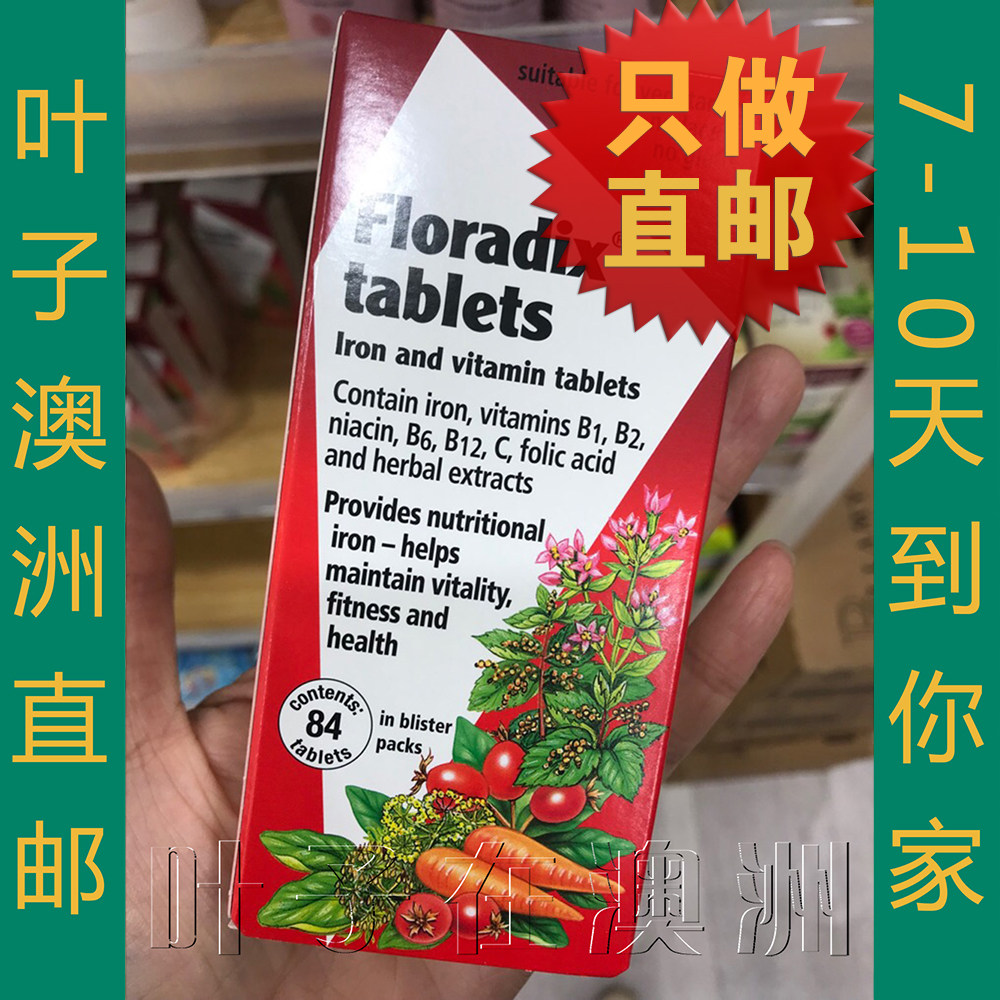 叶子澳洲直邮
7-10天到你家
只做
直邮
Floradix
tablets
Iron and vitamin tablets
Contain iron, vitamins B1, B2,
niacin, B6, B12, C, folic acid
and herbal extracts
Provides nutritional
iron – helps
maintain vitality,
fitness and
health
contents:
84
tablets
in blister
packs
叶子在澳洲